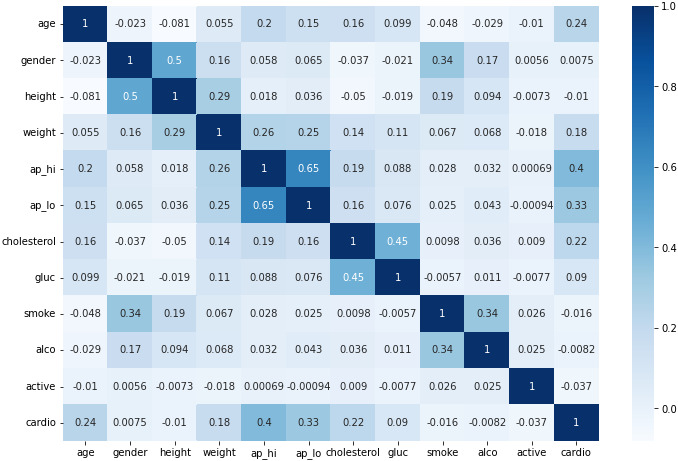 age 1 -0.023 -0.081 0.055 0.2 0.15 0.16 0.099 -0.048 -0.029 -0.01 0.24
gender -0.023 1 0.5 0.16 0.058 0.065 -0.037 -0.021 0.34 0.17 0.0056 0.0075
height -0.081 0.5 1 0.29 0.018 0.036 -0.05 -0.019 0.19 0.094 -0.0073 -0.01
weight 0.055 0.16 0.29 1 0.26 0.25 0.14 0.11 0.067 0.068 -0.018 0.18
ap_hi 0.2 0.058 0.018 0.26 1 0.65 0.19 0.088 0.028 0.032 0.00069 0.4
ap_lo 0.15 0.065 0.036 0.25 0.65 1 0.16 0.076 0.025 0.043 -0.00094 0.33
cholesterol 0.16 -0.037 -0.05 0.14 0.19 0.16 1 0.45 0.0098 0.036 0.009 0.22
gluc 0.099 -0.021 -0.019 0.11 0.088 0.076 0.45 1 -0.0057 0.011 -0.0077 0.09
smoke -0.048 0.34 0.19 0.067 0.028 0.025 0.0098 -0.0057 1 0.34 0.026 -0.016
alco -0.029 0.17 0.094 0.068 0.032 0.043 0.036 0.011 0.34 1 0.025 -0.0082
active -0.01 0.0056 -0.0073 -0.018 0.00069 -0.00094 0.009 -0.0077 0.026 0.025 1 -0.037
cardio 0.24 0.0075 -0.01 0.18 0.4 0.33 0.22 0.09 -0.016 -0.0082 -0.037 1
age gender height weight ap_hi ap_lo cholesterol gluc smoke alco active cardio
1.0
0.8
0.6
0.4
0.2
0.0